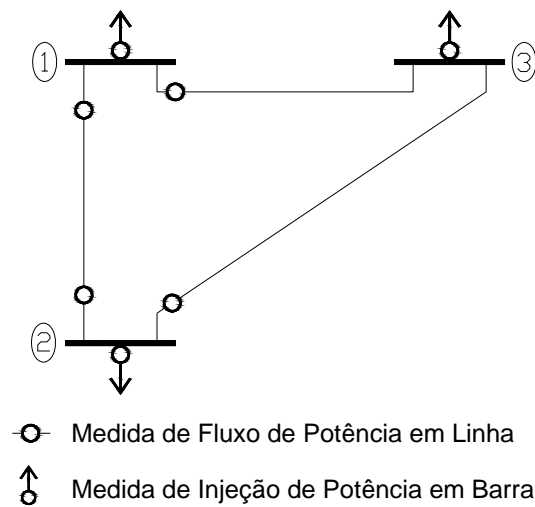 1
3
2
Medida de Fluxo de Potência em Linha
Medida de Injeção de Potência em Barra